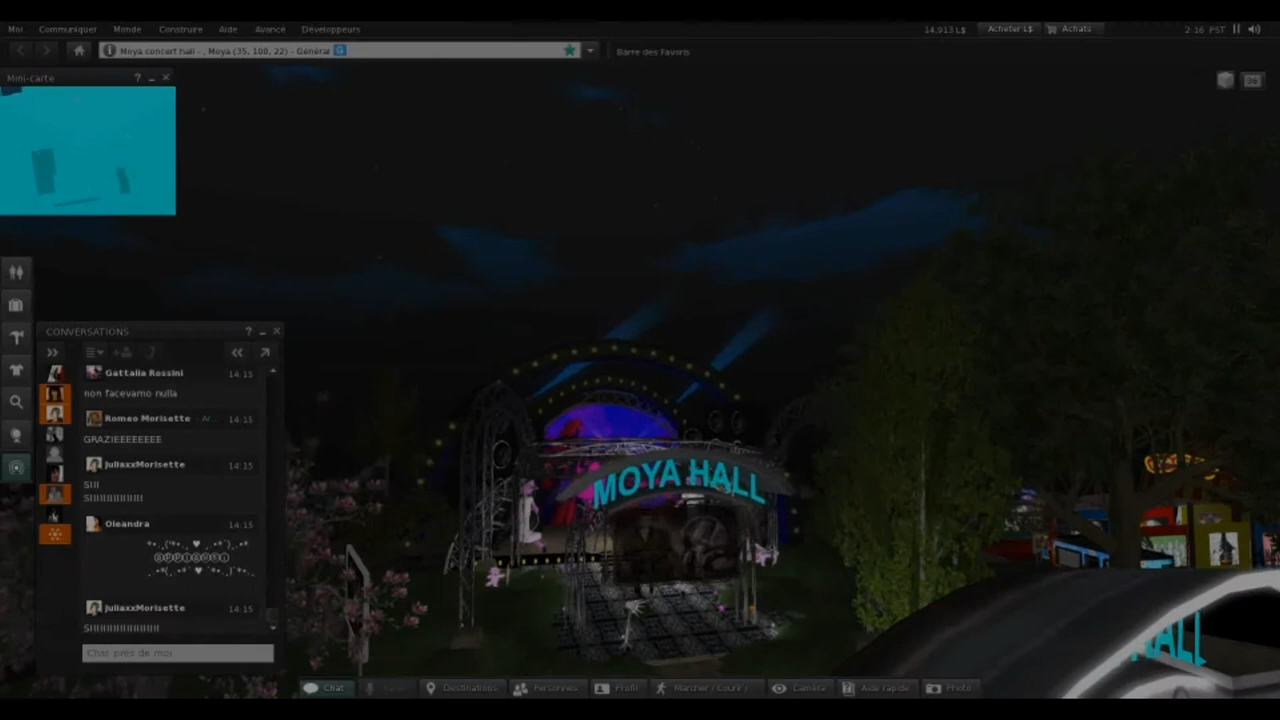 Moi Communiquer Monde Construire Aide Avancé Développeurs 14,913 L$ Acheter L$ Achats 2:16 PST
Moya concert hall - , Moya (35, 108, 22) - Général G Barre des Favoris
Mini-carte ? _ ×
36
CONVERSATIONS ? _ ×
Gattalia Rossini 14:15
non facevamo nulla
Romeo Morisette - Ar... 14:15
GRAZIEEEEEEEE
JuliaxxMorisette 14:15
SIII
SIIIIIIIIIIIIIII
Oleandra 14:15
JuliaxxMorisette 14:15
Chat près de moi
MOYA HALL
HALL
Chat Destinations Personnes Profil Marcher / Courir / Caméra Aide rapide Photo